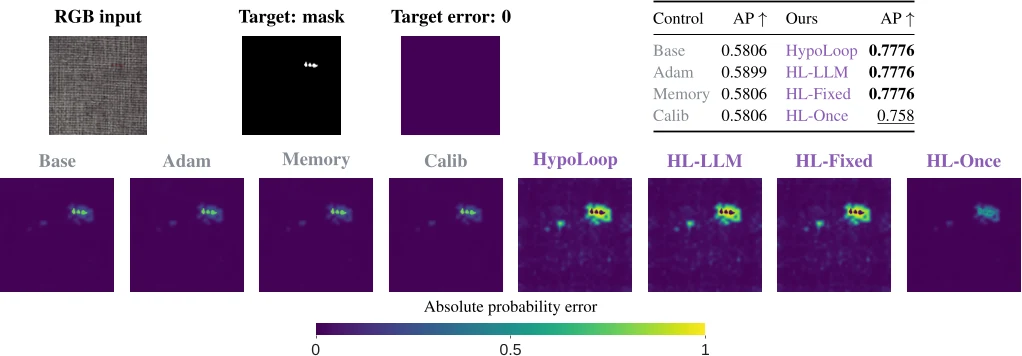 RGB input
Target: mask
Target error: 0
Control AP ↑ Ours AP ↑
Base 0.5806 HypoLoop 0.7776
Adam 0.5899 HL-LLM 0.7776
Memory 0.5806 HL-Fixed 0.7776
Calib 0.5806 HL-Once 0.758
Base
Adam
Memory
Calib
HypoLoop
HL-LLM
HL-Fixed
HL-Once
Absolute probability error
0 0.5 1